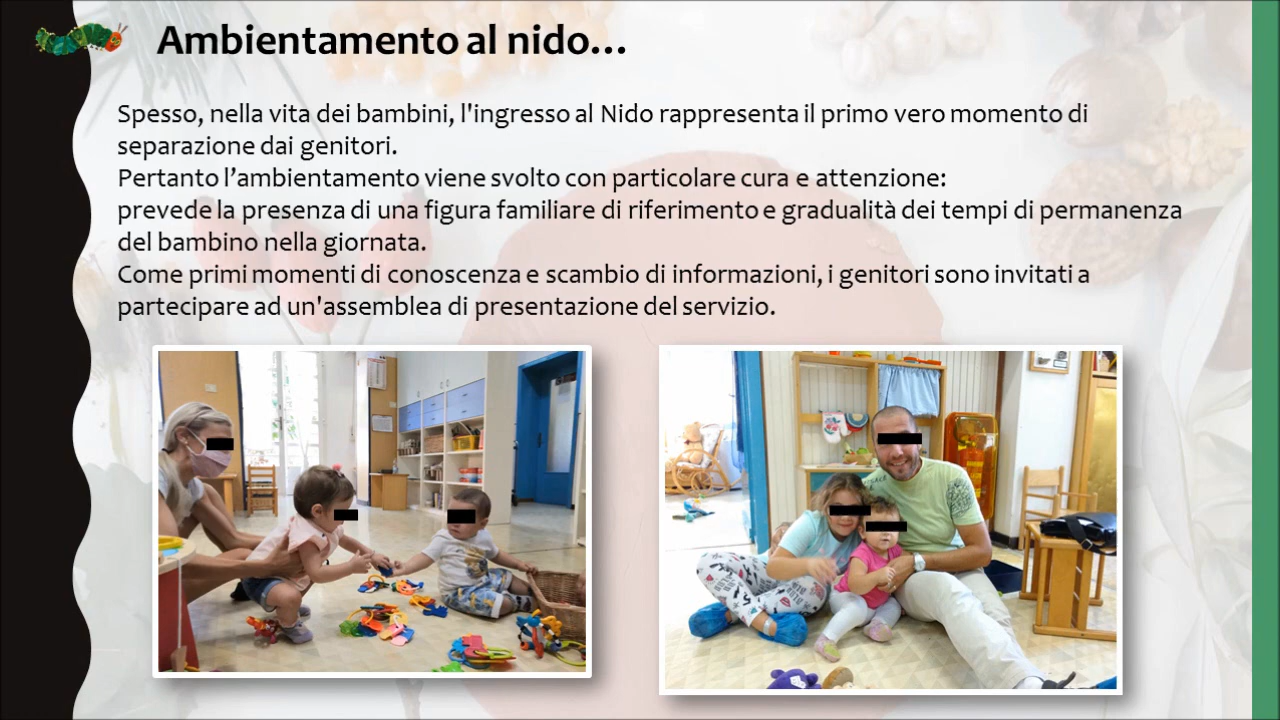 Ambientamento al nido...
Spesso, nella vita dei bambini, l'ingresso al Nido rappresenta il primo vero momento di
separazione dai genitori.
Pertanto l’ambientamento viene svolto con particolare cura e attenzione:
prevede la presenza di una figura familiare di riferimento e gradualità dei tempi di permanenza
del bambino nella giornata.
Come primi momenti di conoscenza e scambio di informazioni, i genitori sono invitati a
partecipare ad un'assemblea di presentazione del servizio.